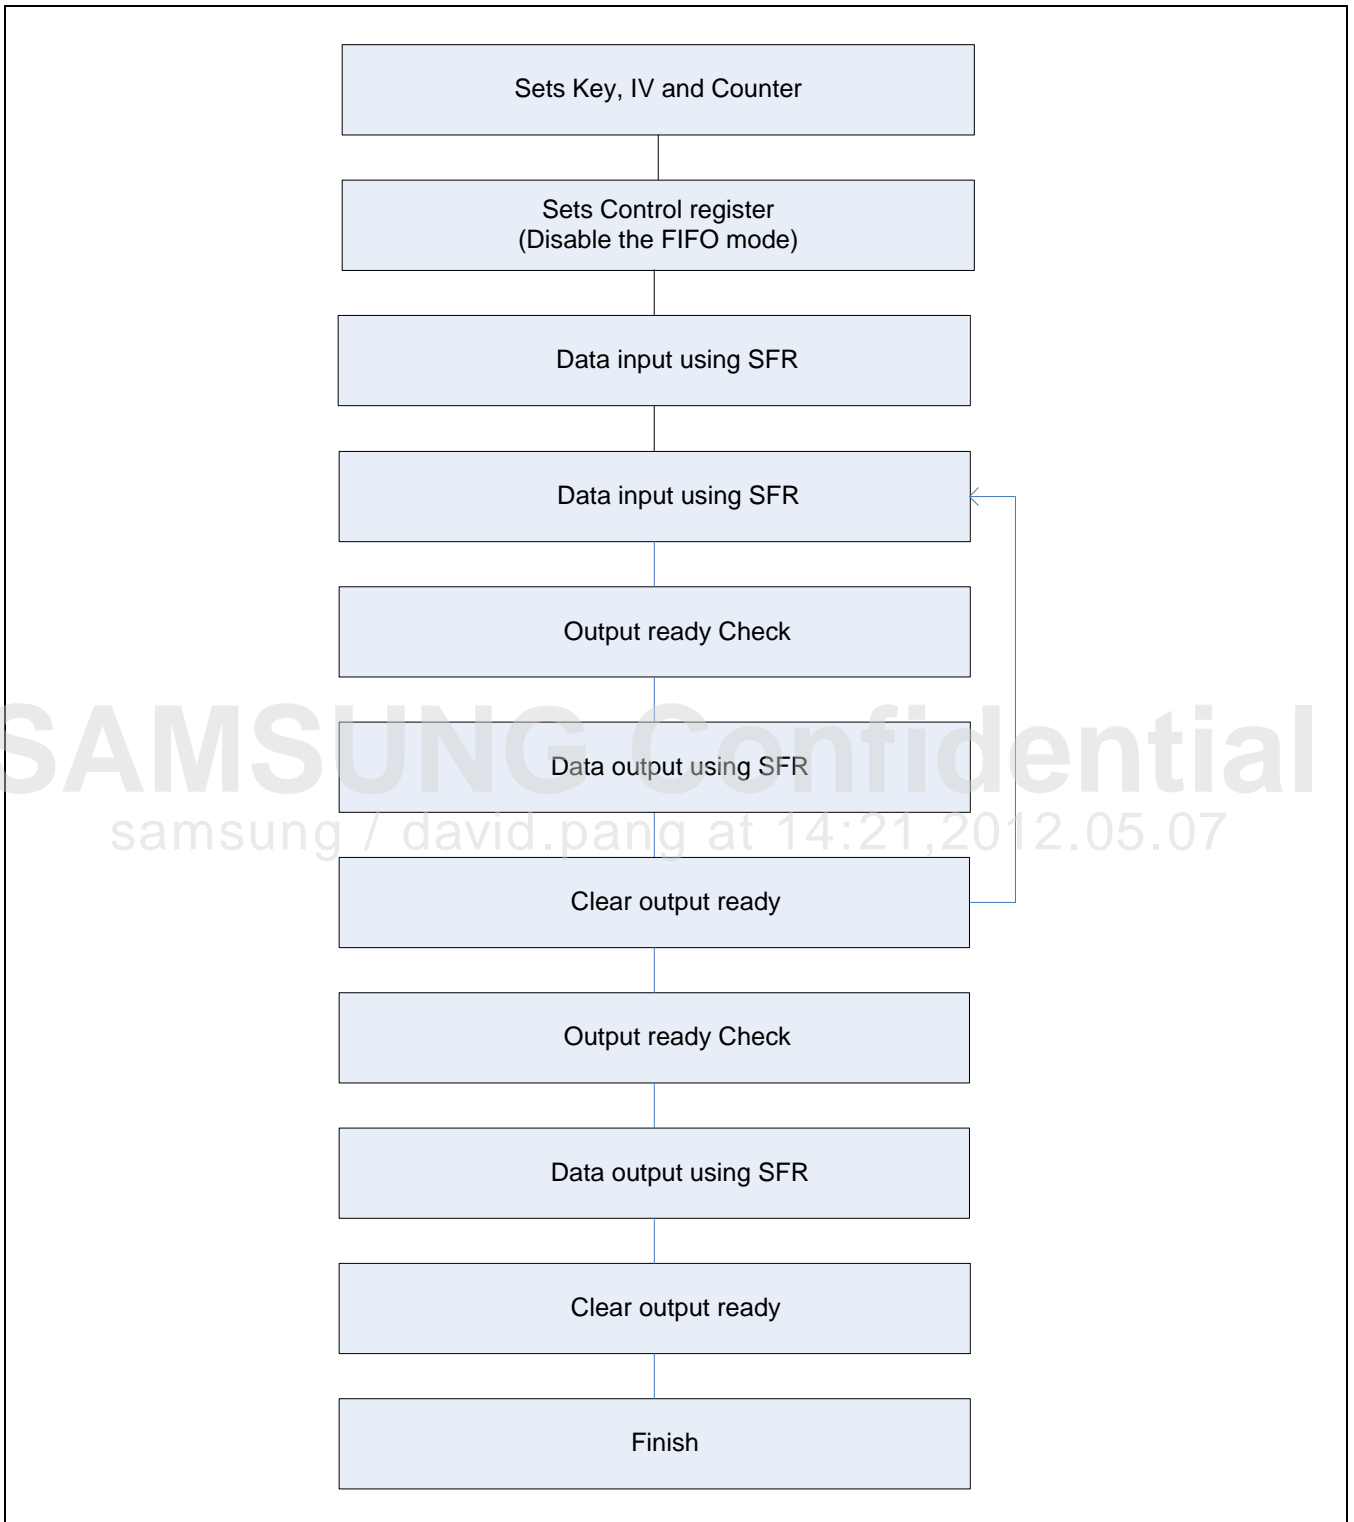 Sets Key, IV and Counter
Sets Control register
(Disable the FIFO mode)
Data input using SFR
Data input using SFR
Output ready Check
SAMSUNG Confidential
Data output using SFR
samsung / david.pang at 14:21,2012.05.07
Clear output ready
Output ready Check
Data output using SFR
Clear output ready
Finish